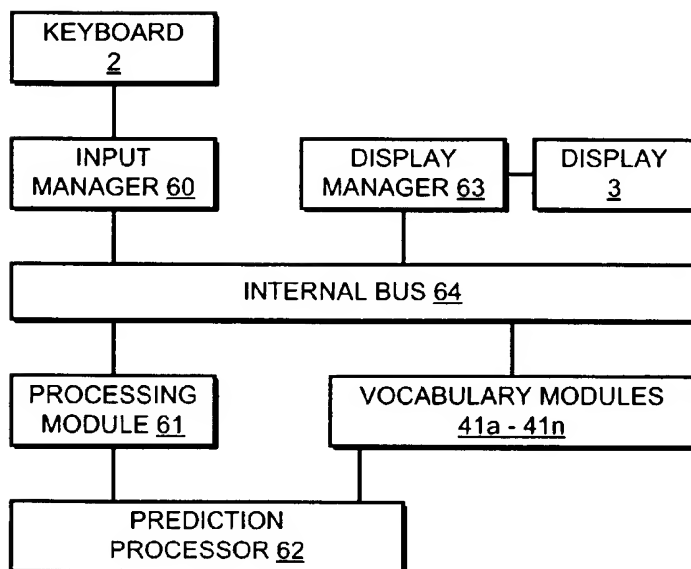 KEYBOARD
2
INPUT
MANAGER 60
DISPLAY
MANAGER 63
DISPLAY
3
INTERNAL BUS 64
PROCESSING
MODULE 61
VOCABULARY MODULES
41a - 41n
PREDICTION
PROCESSOR 62